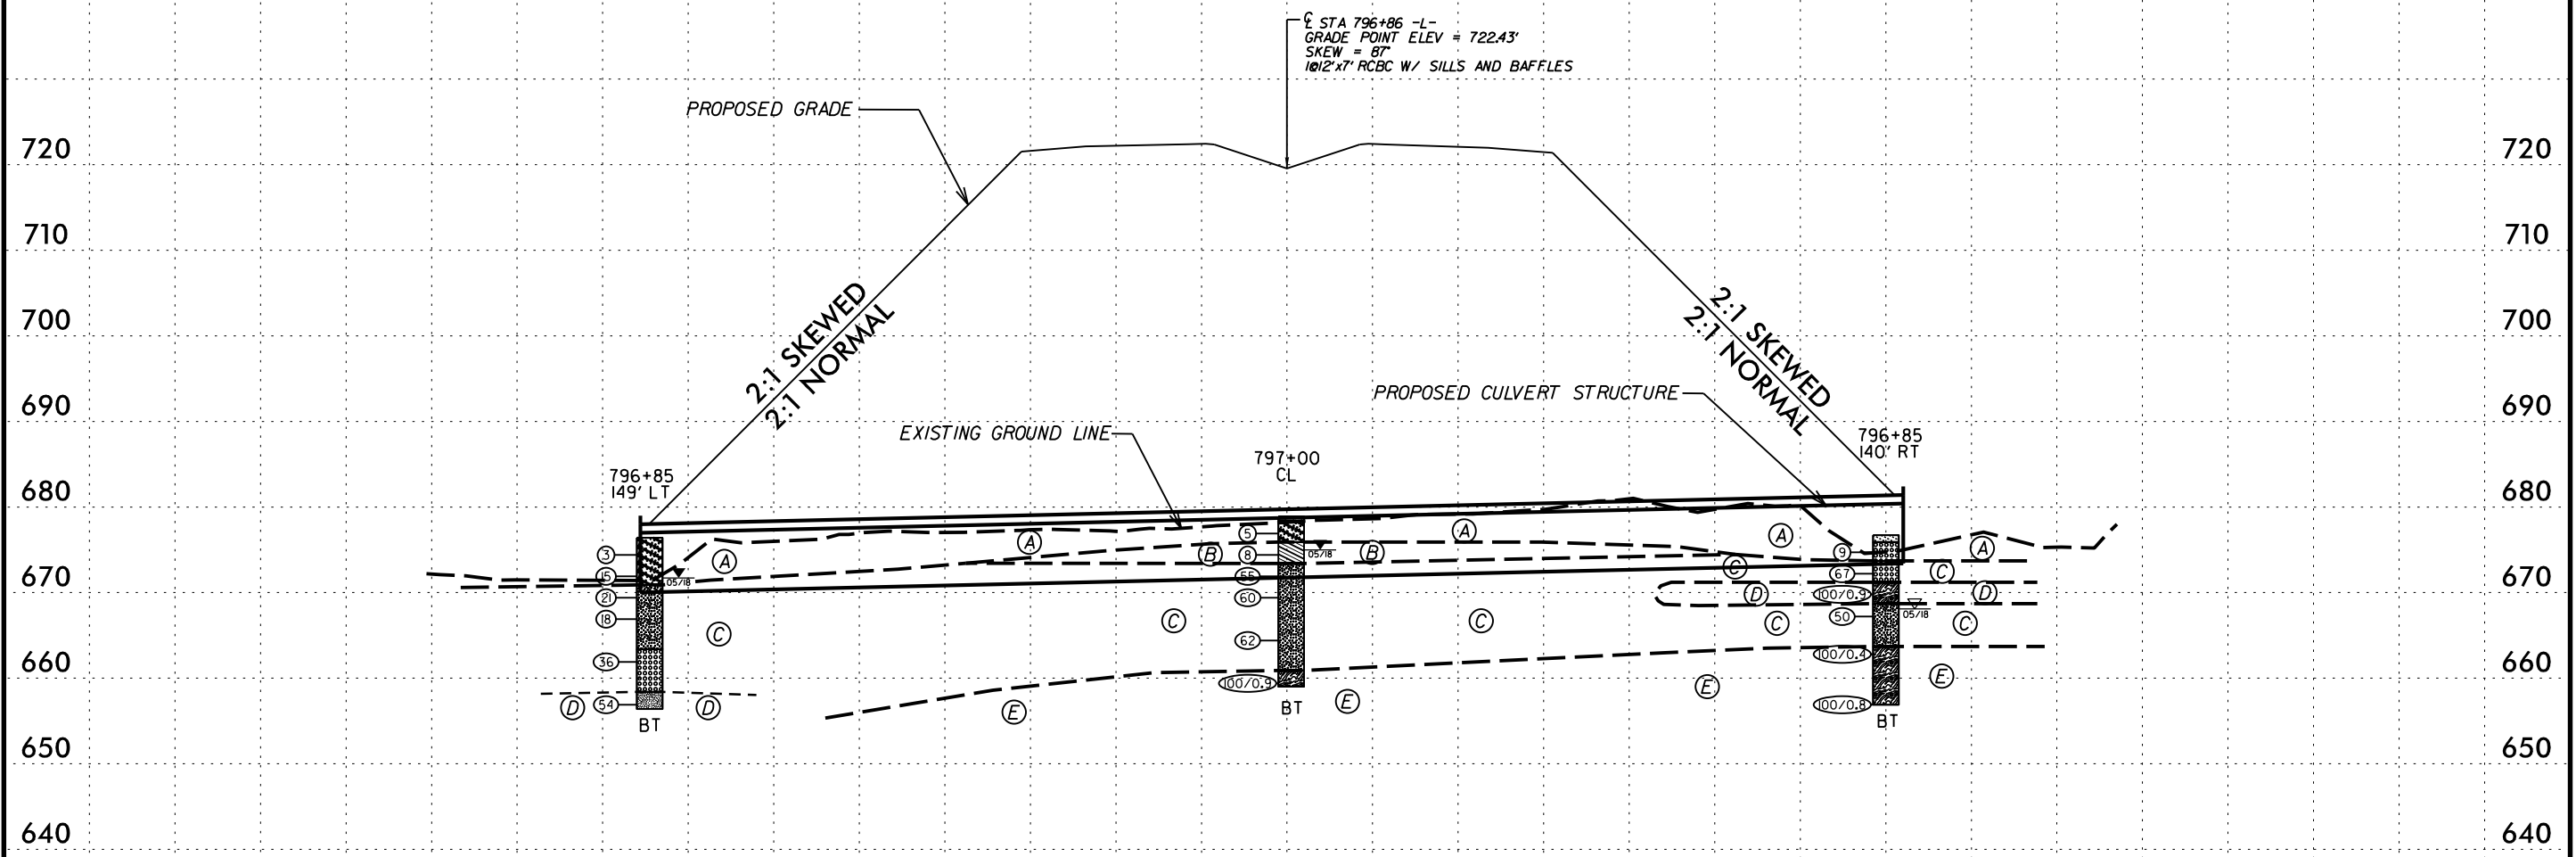 ℄ STA 796+86 -L-
GRADE POINT ELEV = 722.43'
SKEW = 87°
1@12'x7' RCBC W/ SILLS AND BAFFLES
PROPOSED GRADE
720 720
710 710
700 700
2:1 SKEWED
2:1 NORMAL
2:1 SKEWED
2:1 NORMAL
690 690
PROPOSED CULVERT STRUCTURE
EXISTING GROUND LINE
796+85
140' RT
797+00
CL
796+85
149' LT
680 680
5 A A
3 A A B 8 05/18 B 9 A
670 15 05/18 55 C 67 C 670
21 60 D 100/0.9 D
18 C C 62 C C 50 05/18 C
660 36 100/0.4 660
D 54 D E 100/0.9 E E 100/0.8 E
BT BT BT
650 650
640 640